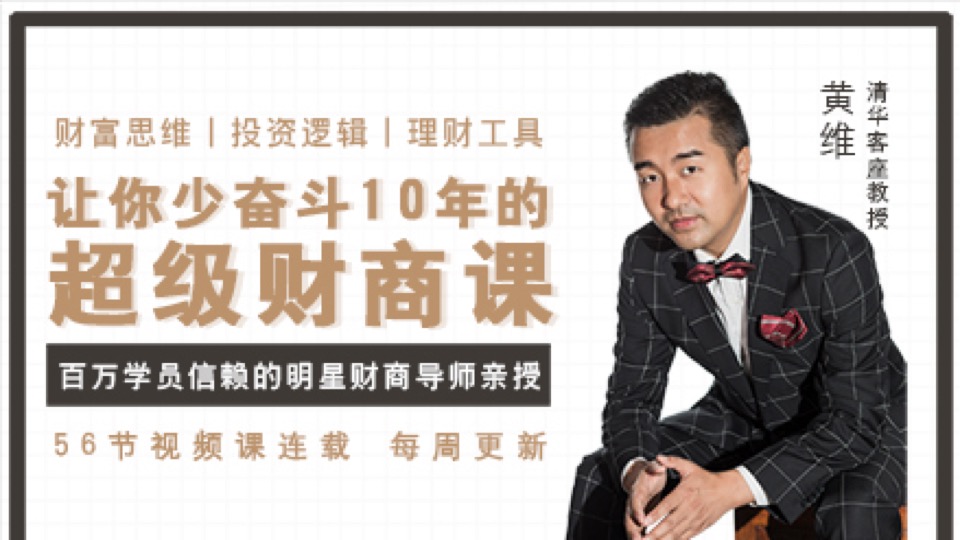 财富思维 | 投资逻辑 | 理财工具
让你少奋斗10年的
超级财商课
百万学员信赖的明星财商导师亲授
56节视频课连载 每周更新
黄维
清华客座教授